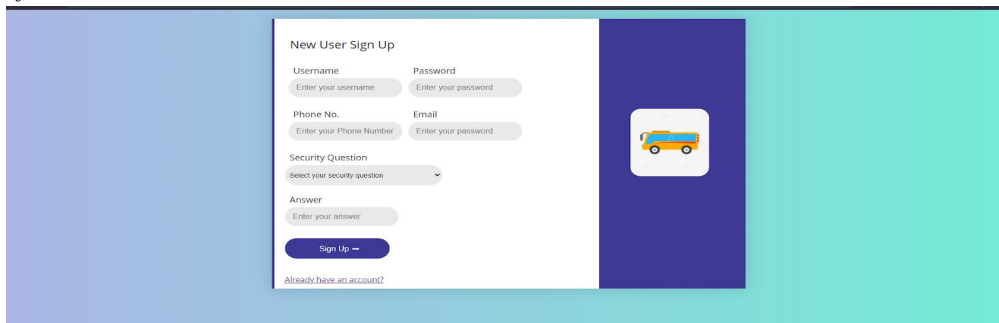 New User Sign Up
Username Password
Enter your username Enter your password
Phone No. Email
Enter your Phone Number Enter your password
Security Question
Select your security question
Answer
Enter your answer
Sign Up
Already have an account?